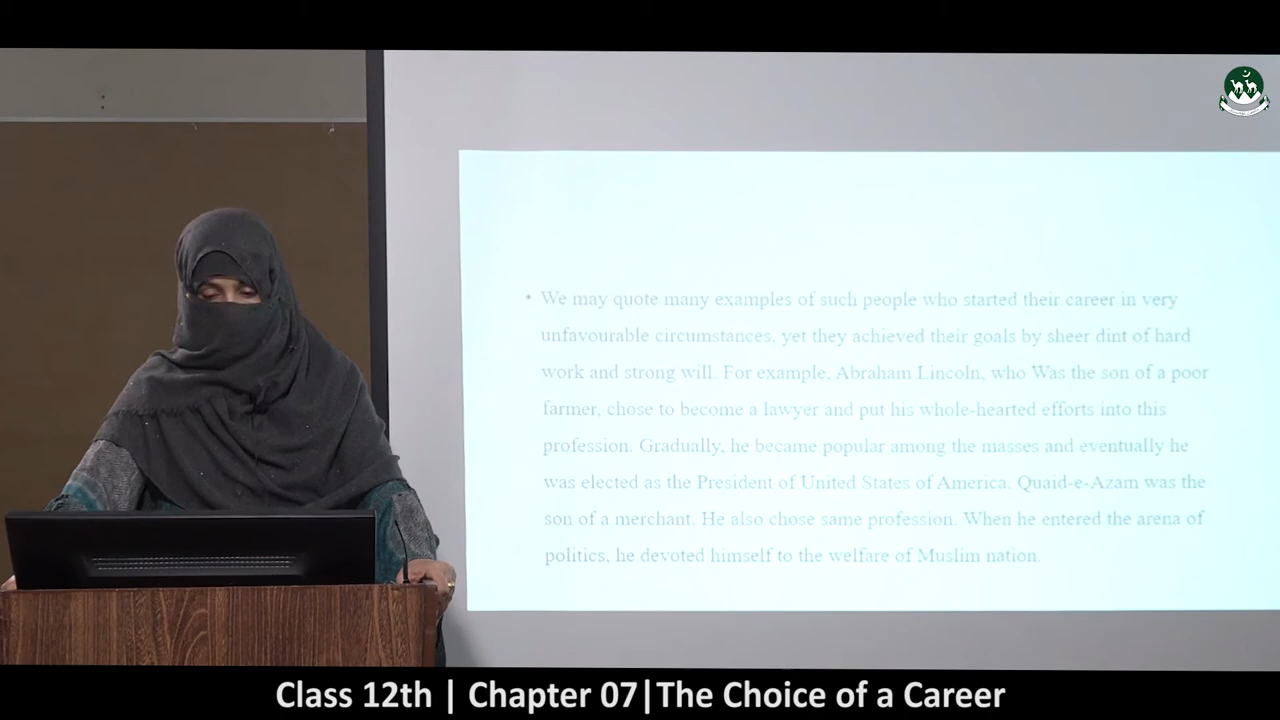 • We may quote many examples of such people who started their career in very
unfavourable circumstances, yet they achieved their goals by sheer dint of hard
work and strong will. For example, Abraham Lincoln, who Was the son of a poor
farmer, chose to become a lawyer and put his whole-hearted efforts into this
profession. Gradually, he became popular among the masses and eventually he
was elected as the President of United States of America. Quaid-e-Azam was the
son of a merchant. He also chose same profession. When he entered the arena of
politics, he devoted himself to the welfare of Muslim nation.
Class 12th | Chapter 07|The Choice of a Career